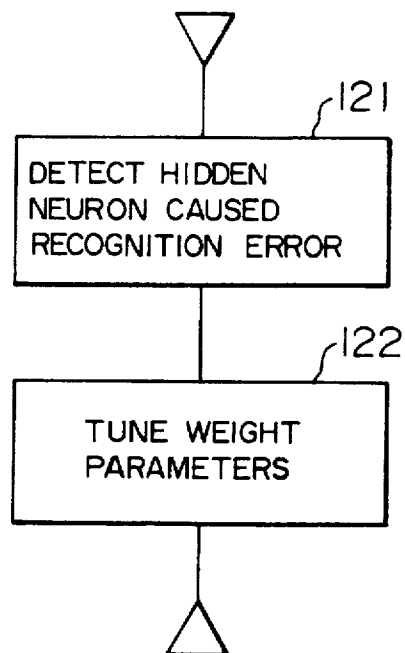 121
DETECT HIDDEN
NEURON CAUSED
RECOGNITION ERROR
122
TUNE WEIGHT
PARAMETERS